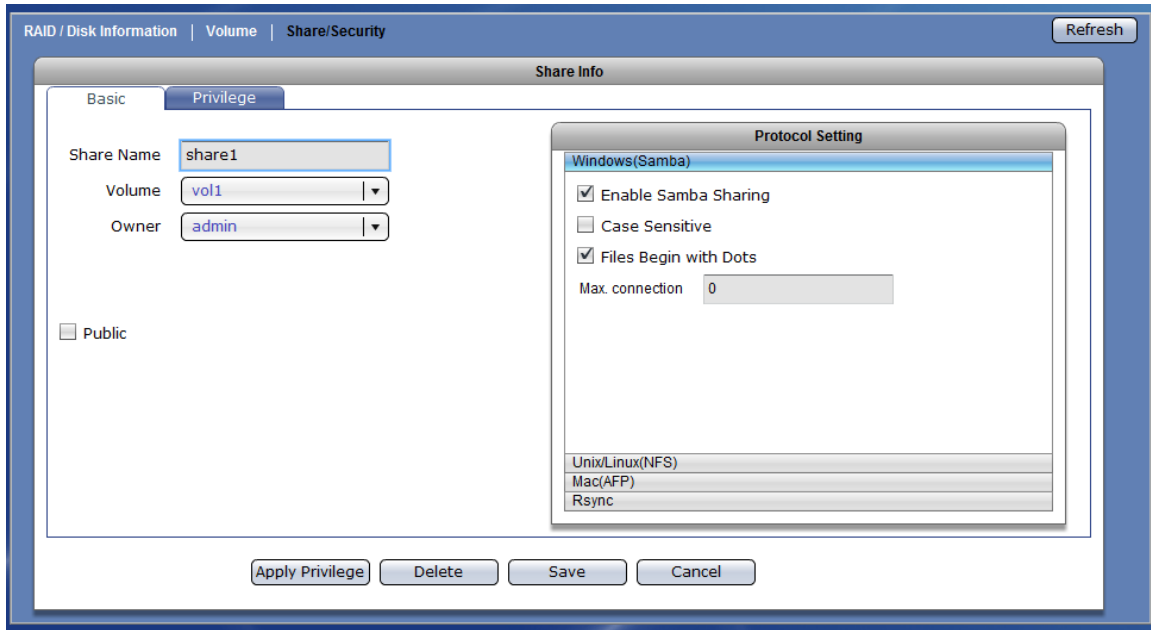 RAID / Disk Information | Volume | Share/Security
Refresh
Share Info
Basic
Privilege
Share Name share1
Volume vol1
Owner admin
Public
Protocol Setting
Windows(Samba)
Enable Samba Sharing
Case Sensitive
Files Begin with Dots
Max. connection 0
Unix/Linux(NFS)
Mac(AFP)
Rsync
Apply Privilege Delete Save Cancel